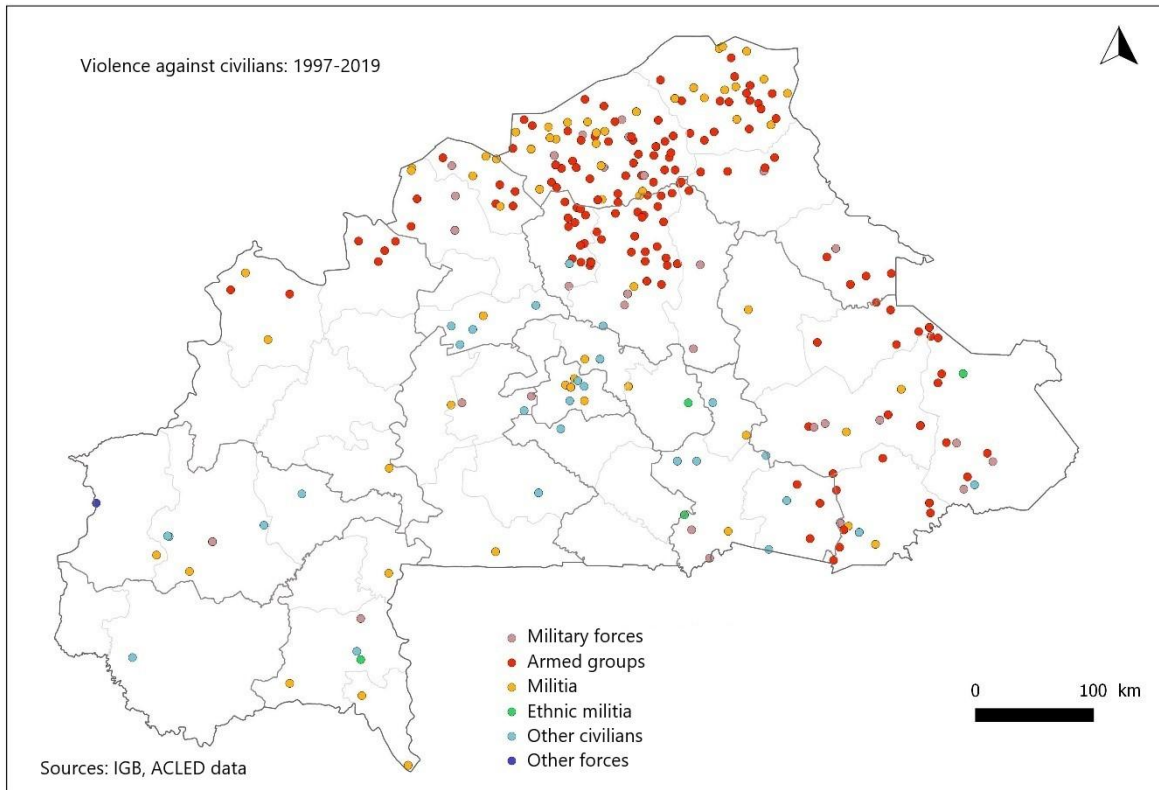 Violence against civilians: 1997-2019
Military forces
Armed groups
Militia
Ethnic militia
Other civilians
Other forces
0 100 km
Sources: IGB, ACLED data